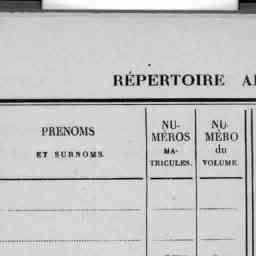 RÉPERTOIRE
PRENOMS
ET SURNOMS.
NU-
MÉROS
MA-
TRICULES.
NU-
MÉRO
du
VOLUME.